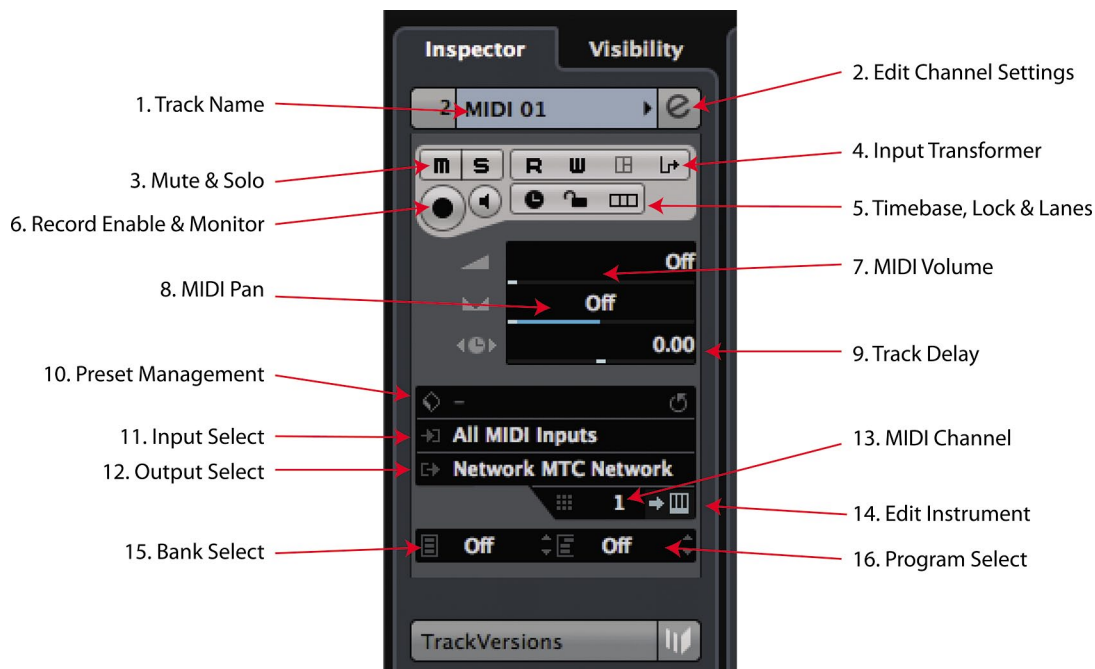 Inspector Visibility
1. Track Name
2. Edit Channel Settings
2 MIDI 01 e
3. Mute & Solo
M S R W
4. Input Transformer
5. Timebase, Lock & Lanes
6. Record Enable & Monitor
Off
7. MIDI Volume
8. MIDI Pan
Off
0.00
9. Track Delay
10. Preset Management
–
11. Input Select
All MIDI Inputs
12. Output Select
Network MTC Network
13. MIDI Channel
1
14. Edit Instrument
15. Bank Select
Off Off
16. Program Select
TrackVersions